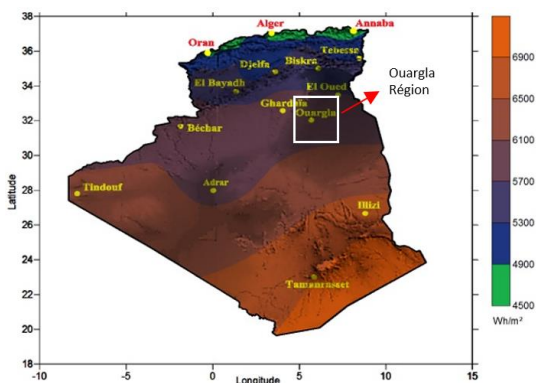 38
36
34
32
30
28
26
24
22
20
18
Latitude
Oran
Alger
Annaba
Tebessa
Djelfa
Biskra
El Bayadh
El Oued
Ghardaïa
Ouargla
Béchar
Adrar
Tindouf
Illizi
Tamanrasset
Ouargla
Région
-10
-5
0
5
10
15
Longitude
6900
6500
6100
5700
5300
4900
4500
Wh/m²